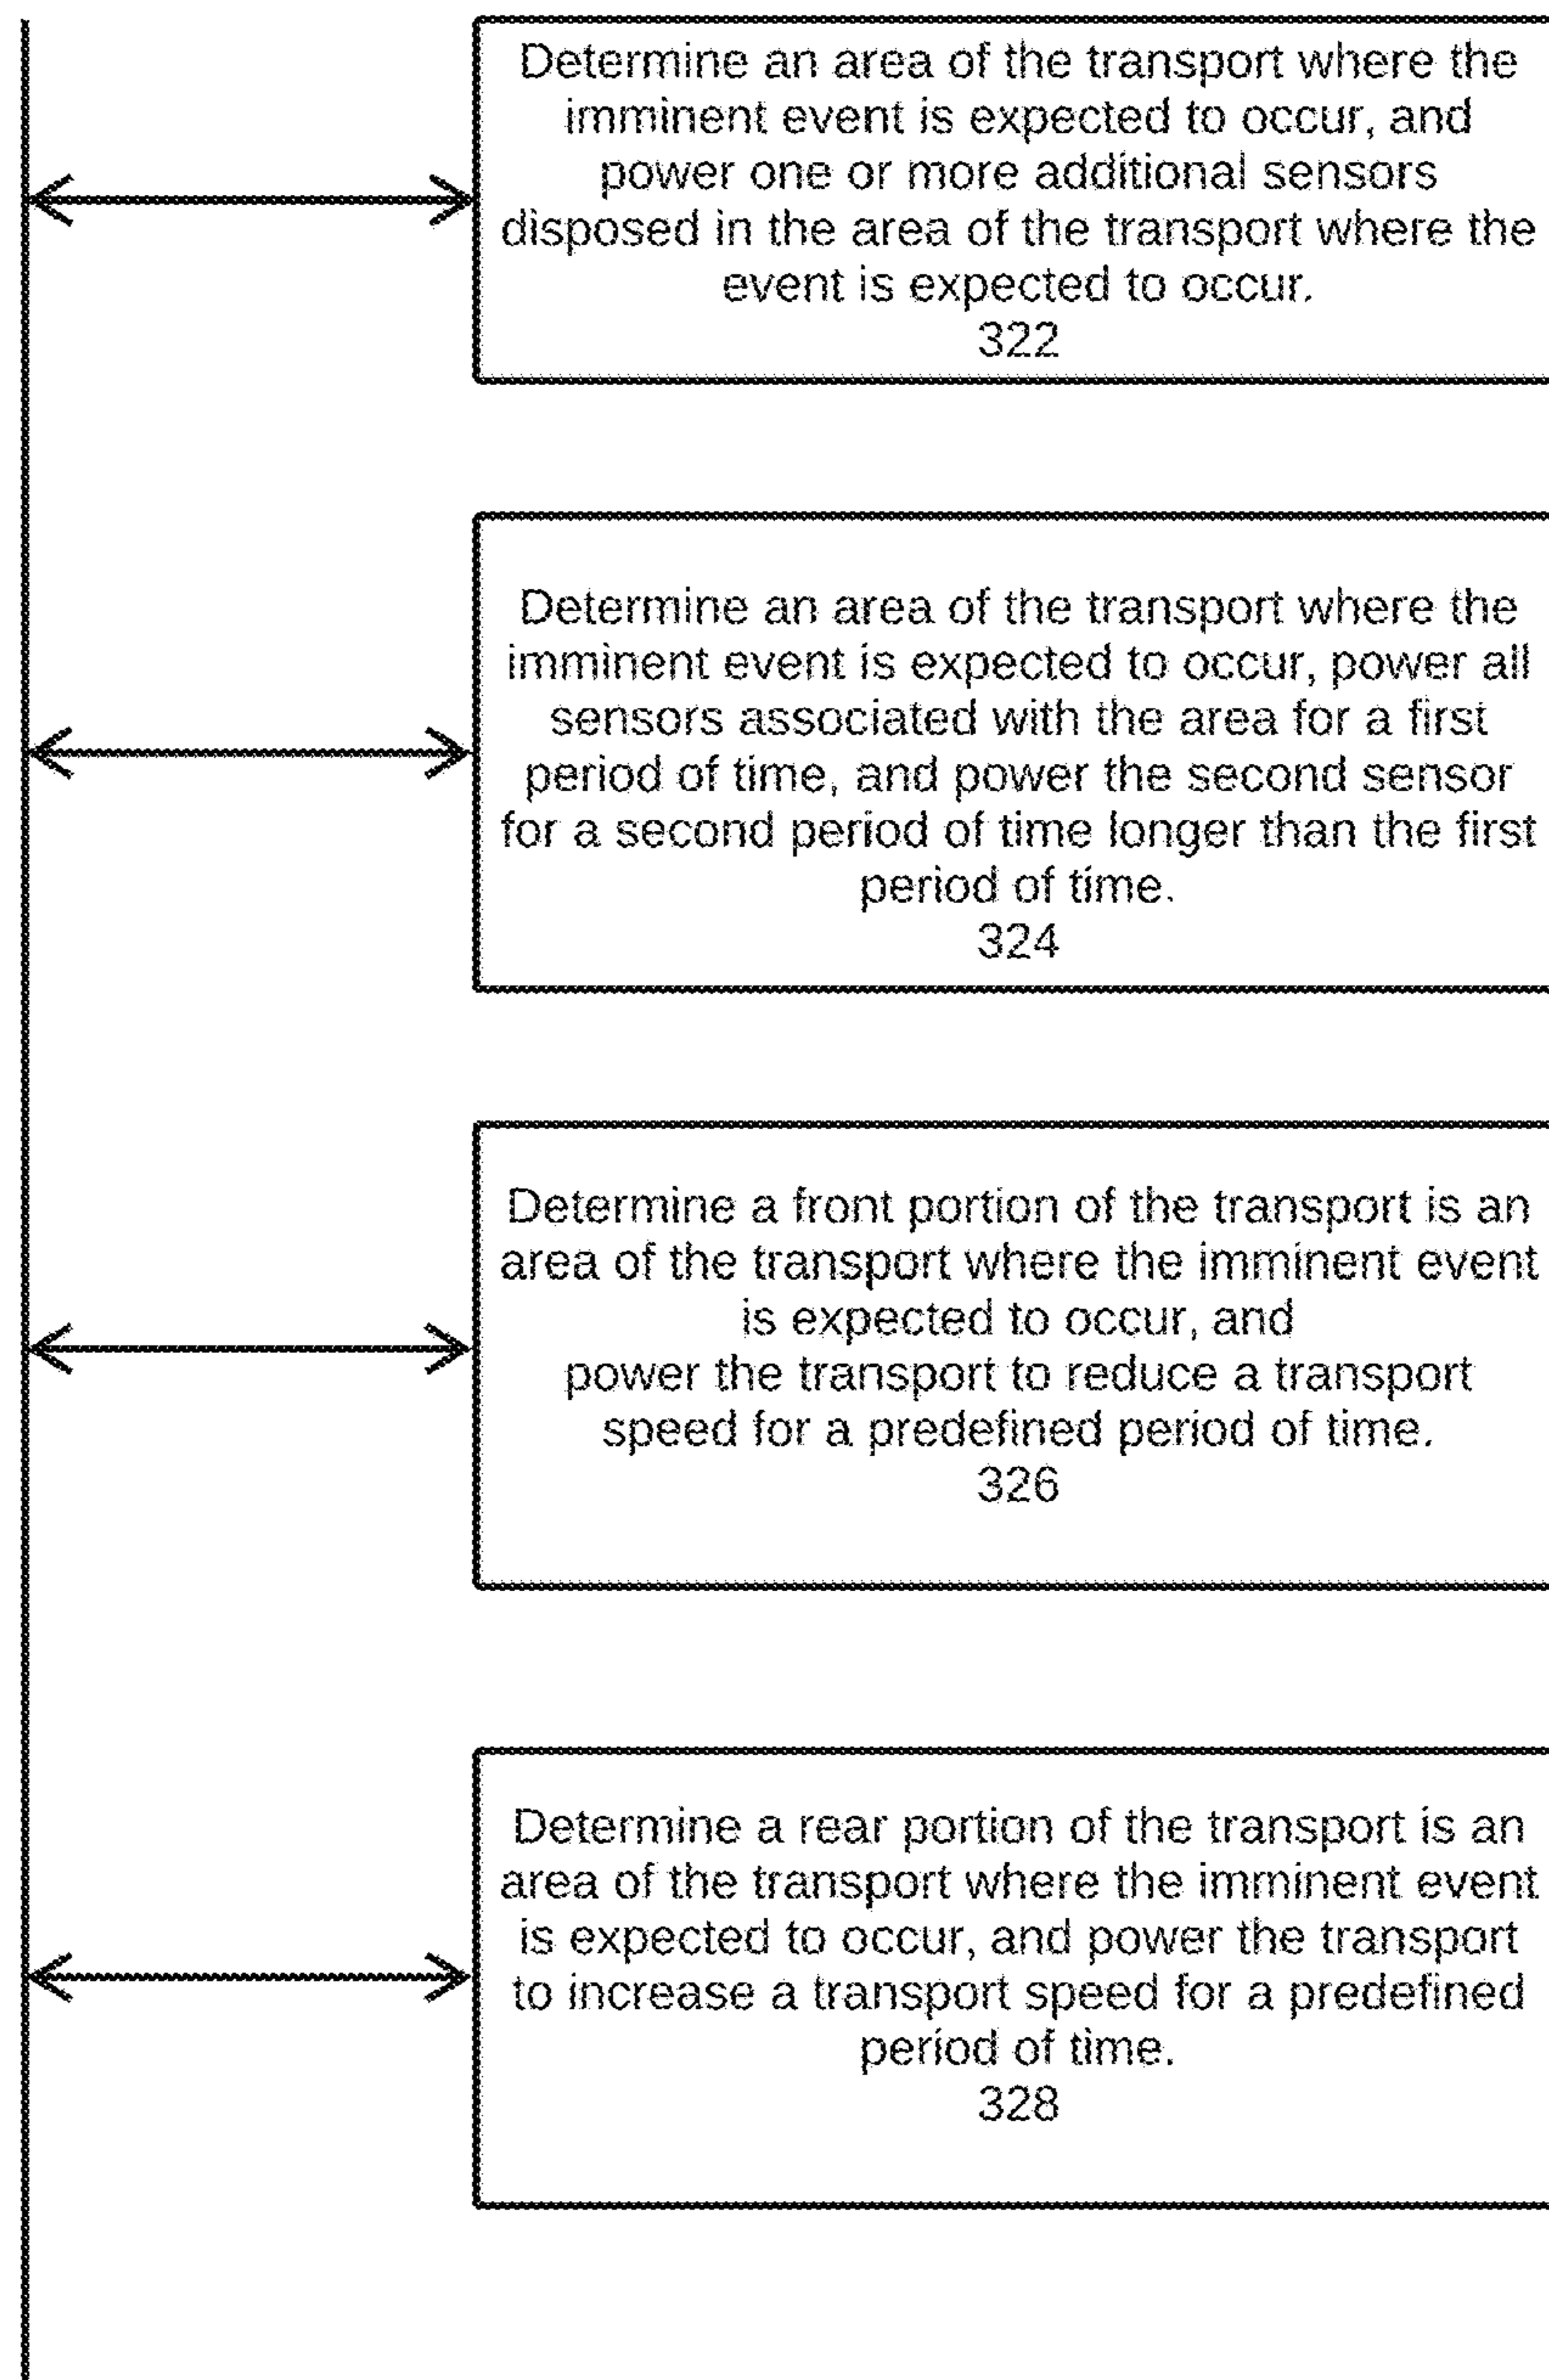 Determine an area of the transport where the
imminent event is expected to occur, and
power one or more additional sensors
disposed in the area of the transport where the
event is expected to occur.
322
Determine an area of the transport where the
imminent event is expected to occur, power all
sensors associated with the area for a first
period of time, and power the second sensor
for a second period of time longer than the first
period of time.
324
Determine a front portion of the transport is an
area of the transport where the imminent event
is expected to occur, and
power the transport to reduce a transport
speed for a predefined period of time.
326
Determine a rear portion of the transport is an
area of the transport where the imminent event
is expected to occur, and power the transport
to increase a transport speed for a predefined
period of time.
328